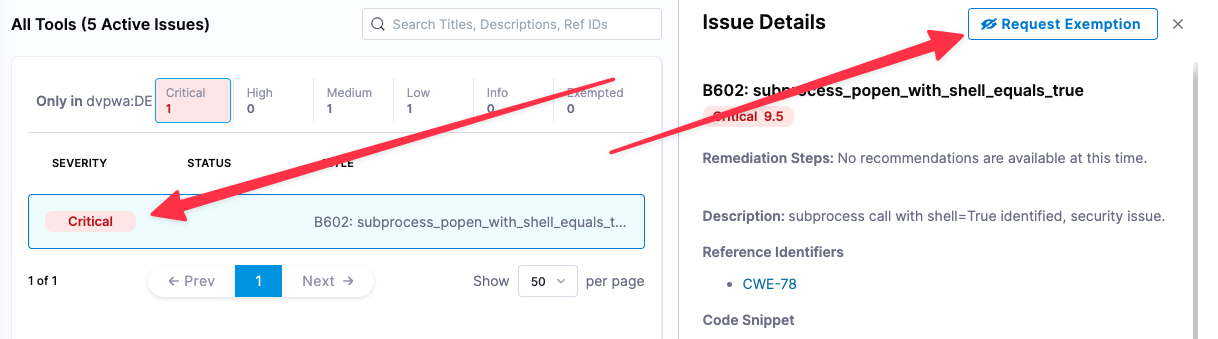 All Tools (5 Active Issues)
Search Titles, Descriptions, Ref IDs
Only in dvpwa:DE
Critical
1
High
0
Medium
1
Low
1
Info
0
Exempted
0
SEVERITY
STATUS
TITLE
Critical
B602: subprocess_popen_with_shell_equals_t...
1 of 1
← Prev
1
Next →
Show
50
per page
Issue Details
Request Exemption
B602: subprocess_popen_with_shell_equals_true
Critical 9.5
Remediation Steps: No recommendations are available at this time.
Description: subprocess call with shell=True identified, security issue.
Reference Identifiers
• CWE-78
Code Snippet